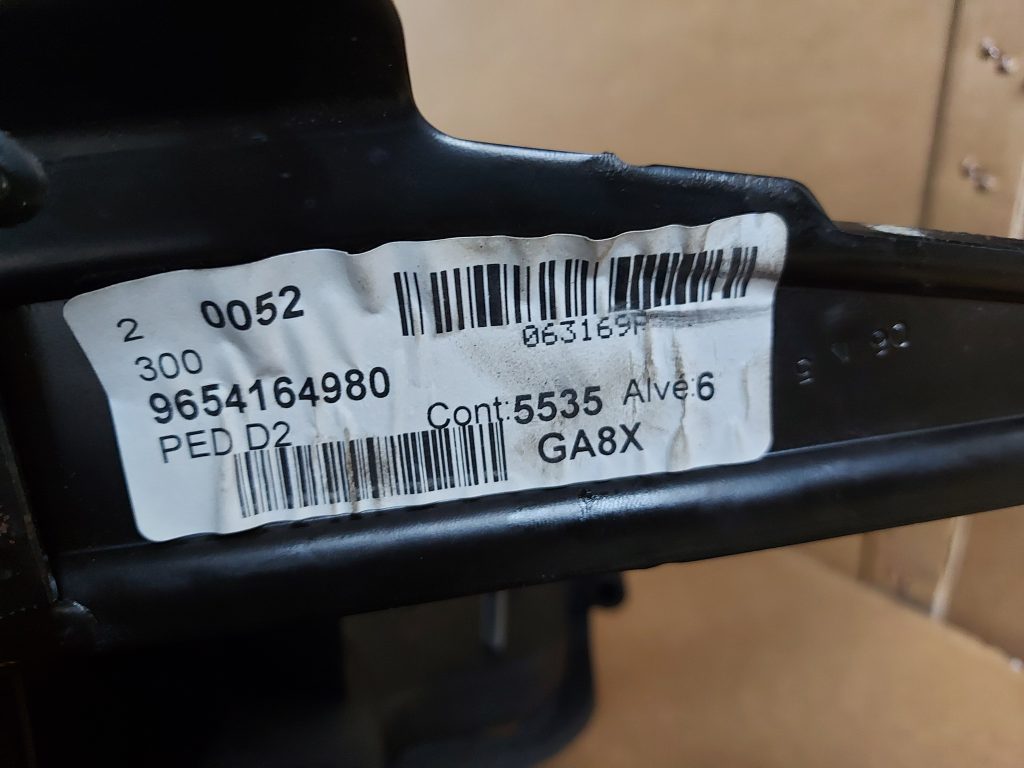 2 0052
063169P
300
9654164980
Cont:5535 Alve:6
PED D2
GA8X